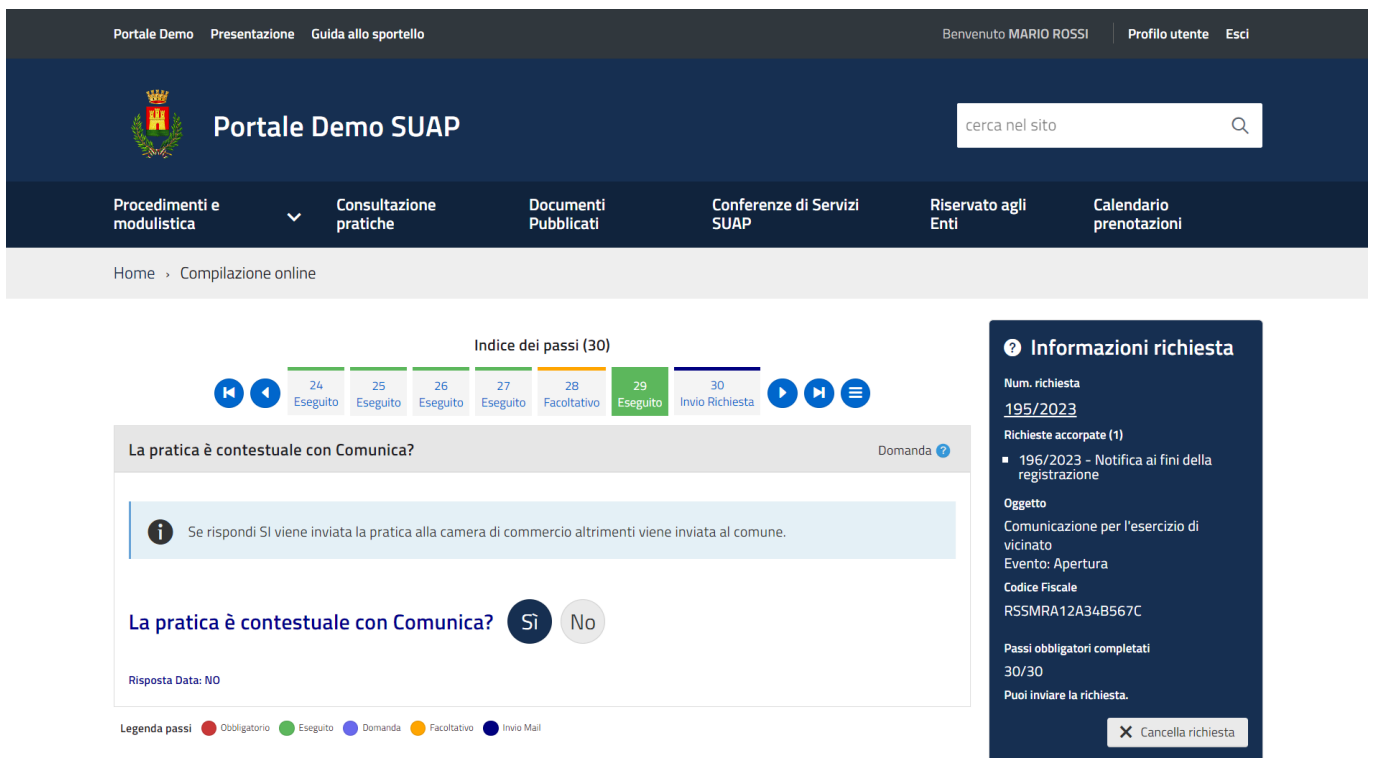 Portale Demo Presentazione Guida allo sportello Benvenuto MARIO ROSSI Profilo utente Esci
Portale Demo SUAP
cerca nel sito
Procedimenti e modulistica
Consultazione pratiche
Documenti Pubblicati
Conferenze di Servizi SUAP
Riservato agli Enti
Calendario prenotazioni
Home › Compilazione online
Indice dei passi (30)
24 Eseguito
25 Eseguito
26 Eseguito
27 Eseguito
28 Facoltativo
29 Eseguito
30 Invio Richiesta
La pratica è contestuale con Comunica? Domanda ?
i Se rispondi SI viene inviata la pratica alla camera di commercio altrimenti viene inviata al comune.
La pratica è contestuale con Comunica? Sì No
Risposta Data: NO
Legenda passi Obbligatorio Eseguito Domanda Facoltativo Invio Mail
? Informazioni richiesta
Num. richiesta
195/2023
Richieste accorpate (1)
196/2023 - Notifica ai fini della
registrazione
Oggetto
Comunicazione per l'esercizio di
vicinato
Evento: Apertura
Codice Fiscale
RSSMRA12A34B567C
Passi obbligatori completati
30/30
Puoi inviare la richiesta.
Cancella richiesta